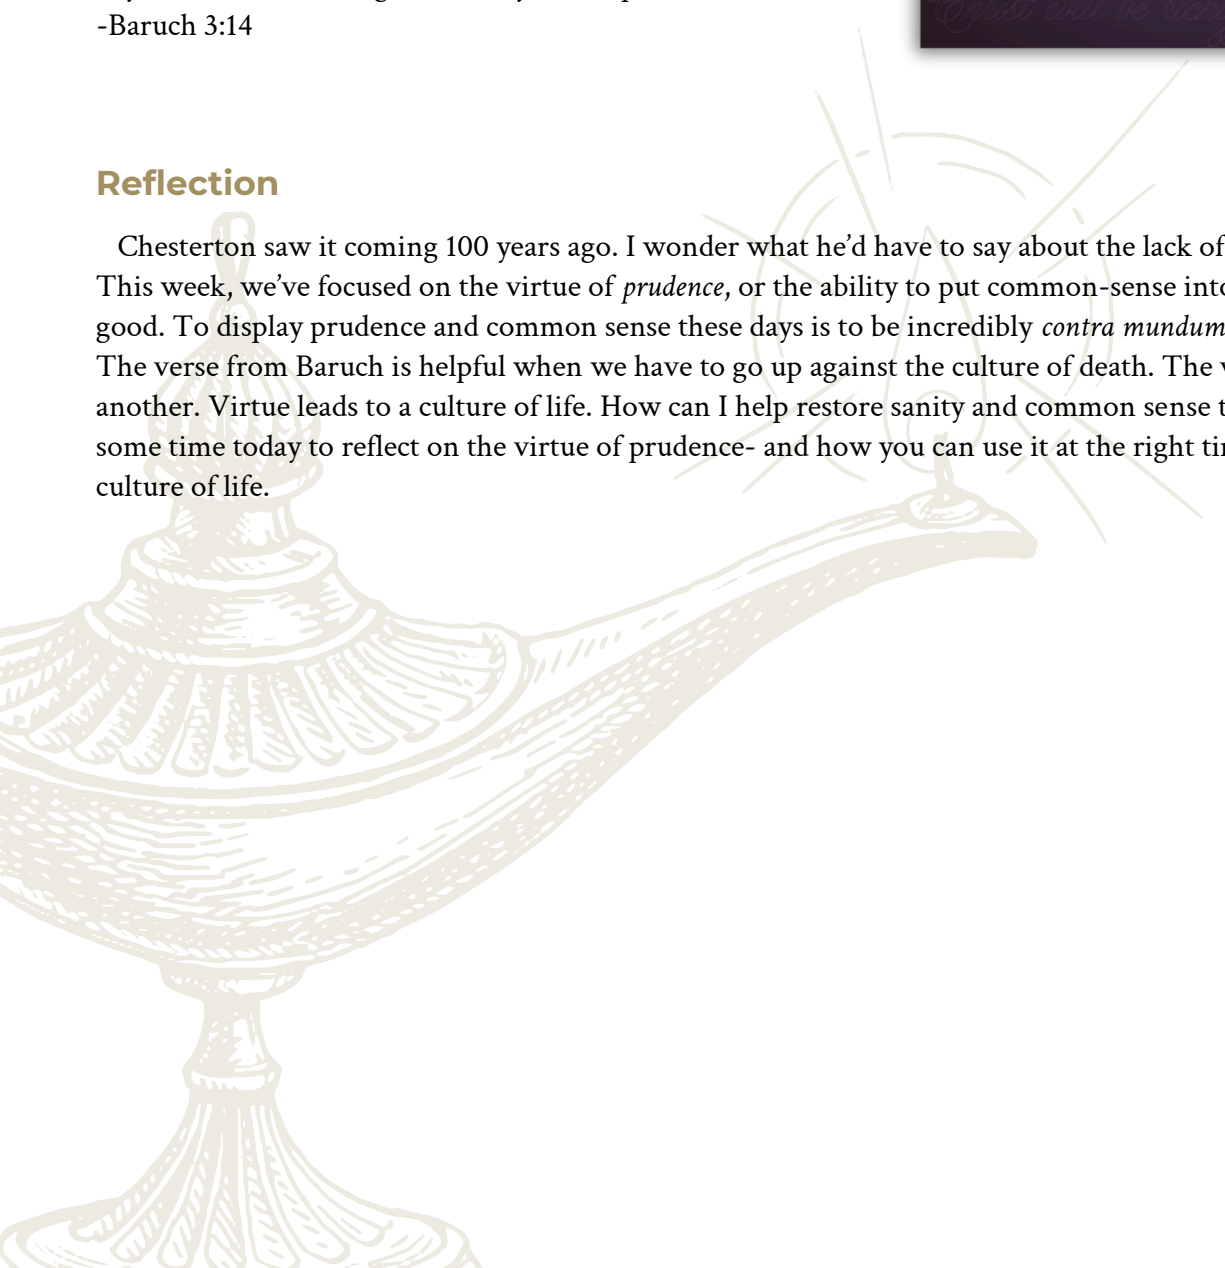 -Baruch 3:14
Christ will be
Reflection
Chesterton saw it coming 100 years ago. I wonder what he’d have to say about the lack of
This week, we’ve focused on the virtue of prudence, or the ability to put common-sense into
good. To display prudence and common sense these days is to be incredibly contra mundum
The verse from Baruch is helpful when we have to go up against the culture of death. The
another. Virtue leads to a culture of life. How can I help restore sanity and common sense
some time today to reflect on the virtue of prudence- and how you can use it at the right
culture of life.